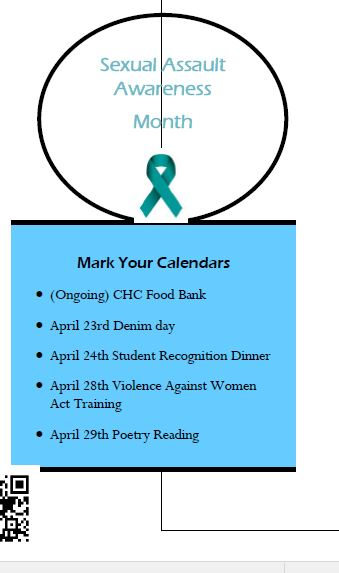 Sexual Assault
Awareness
Month
Mark Your Calendars
• (Ongoing) CHC Food Bank
• April 23rd Denim day
• April 24th Student Recognition Dinner
• April 28th Violence Against Women
Act Training
• April 29th Poetry Reading